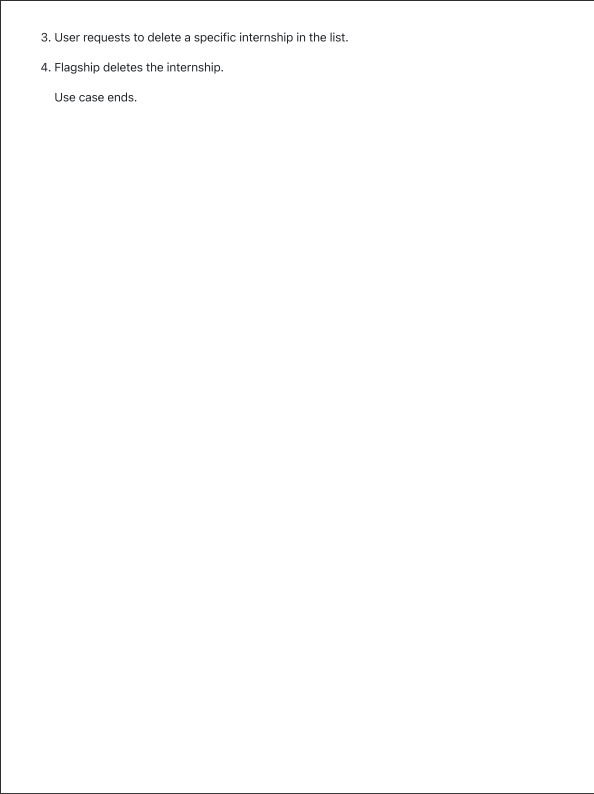 3. User requests to delete a specific internship in the list.
4. Flagship deletes the internship.
Use case ends.